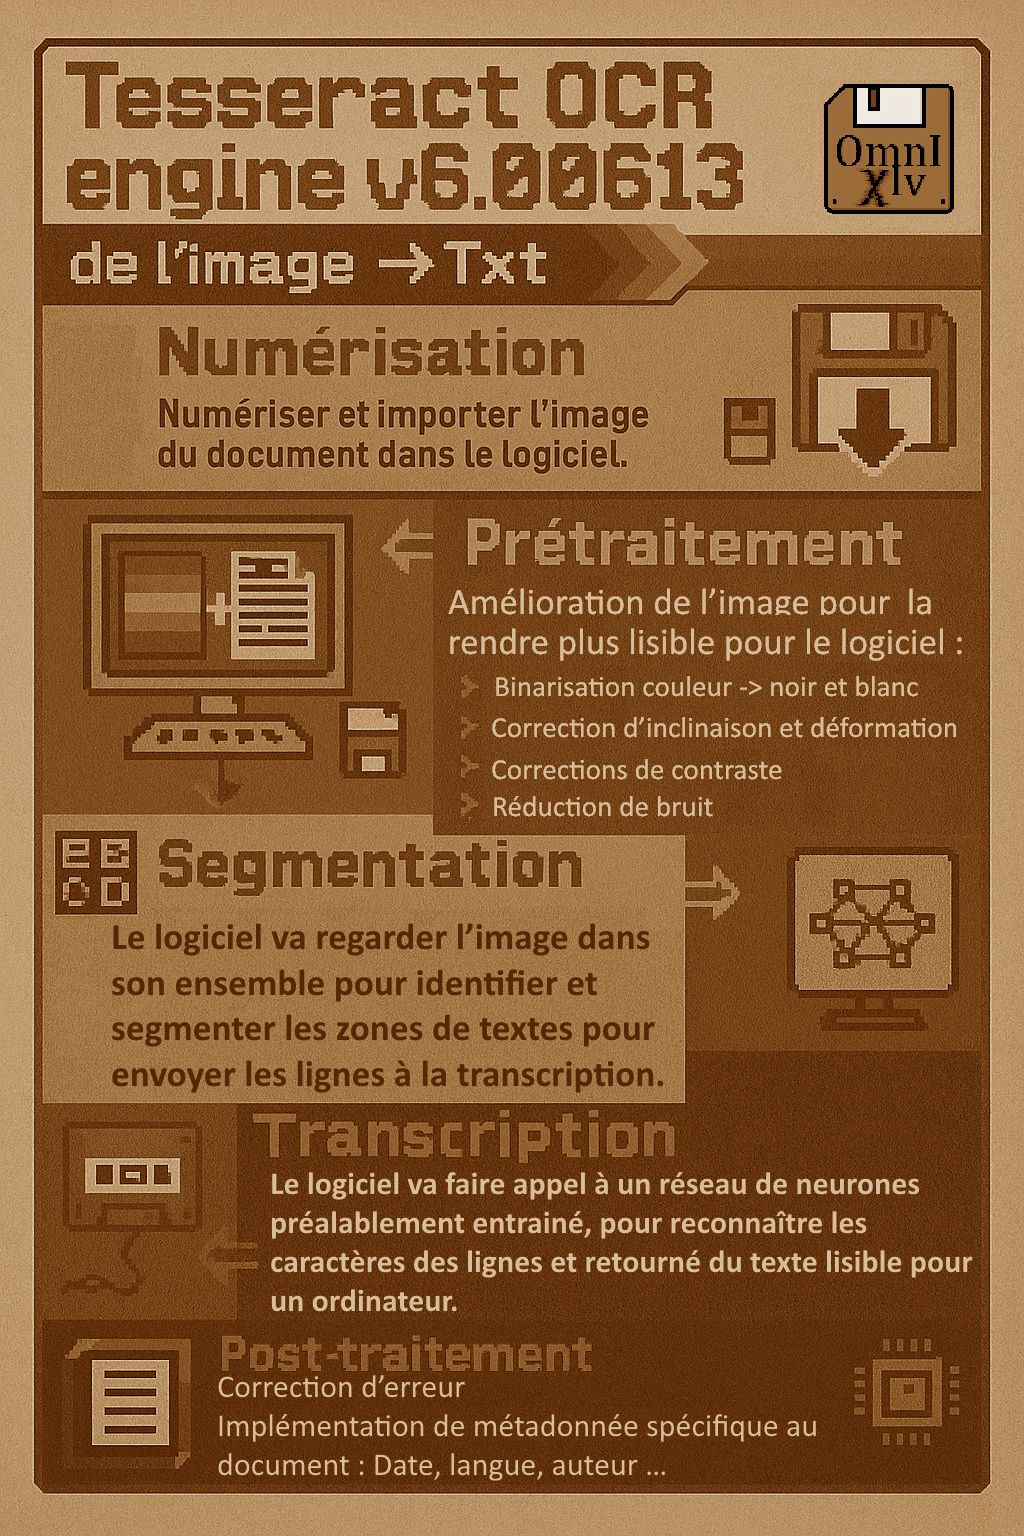 Tesseract OCR
engine v6.00613
OmnI
χIv
de l'image → Txt
Numérisation
Numériser et importer l'image
du document dans le logiciel.
Prétraitement
Amélioration de l'image pour la
rendre plus lisible pour le logiciel :
Binarisation couleur -> noir et blanc
Correction d'inclinaison et déformation
Corrections de contraste
Réduction de bruit
Segmentation
Le logiciel va regarder l'image dans
son ensemble pour identifier et
segmenter les zones de textes pour
envoyer les lignes à la transcription.
Transcription
Le logiciel va faire appel à un réseau de neurones
préalablement entrainé, pour reconnaître les
caractères des lignes et retourné du texte lisible pour
un ordinateur.
Post-traitement
Correction d'erreur
Implémentation de métadonnée spécifique au
document : Date, langue, auteur ...